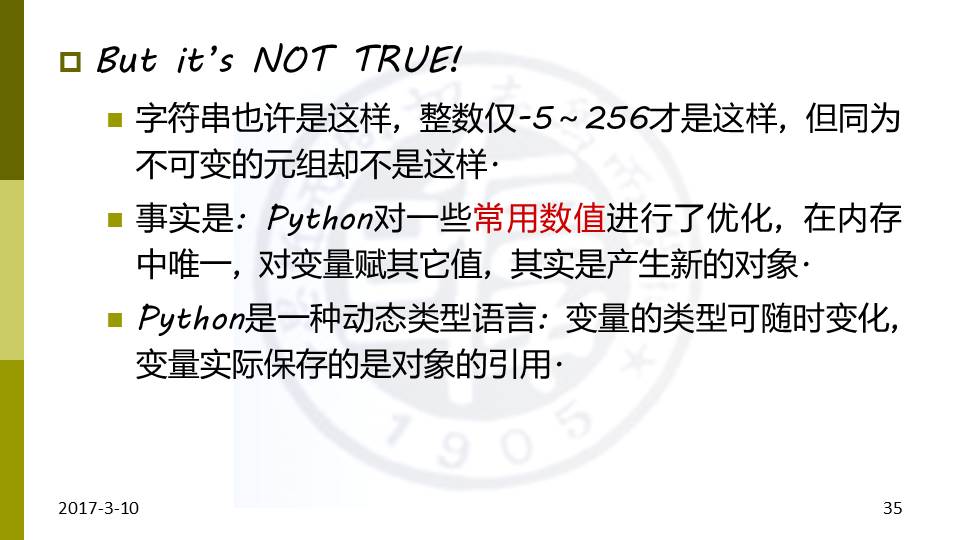 But it's NOT TRUE!
字符串也许是这样，整数仅-5～256才是这样，但同为
不可变的元组却不是这样.
事实是：Python对一些常用数值进行了优化，在内存
中唯一，对变量赋其它值，其实是产生新的对象.
Python是一种动态类型语言：变量的类型可随时变化，
变量实际保存的是对象的引用.
1905
2017-3-10
35